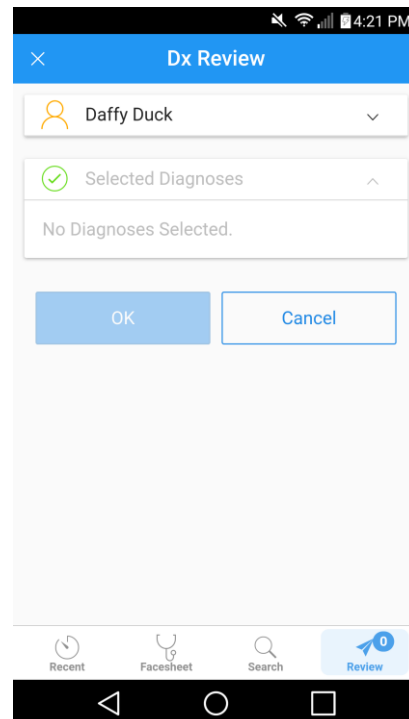 4:21 PM
Dx Review
Daffy Duck
Selected Diagnoses
No Diagnoses Selected.
OK Cancel
0
Recent Facesheet Search Review